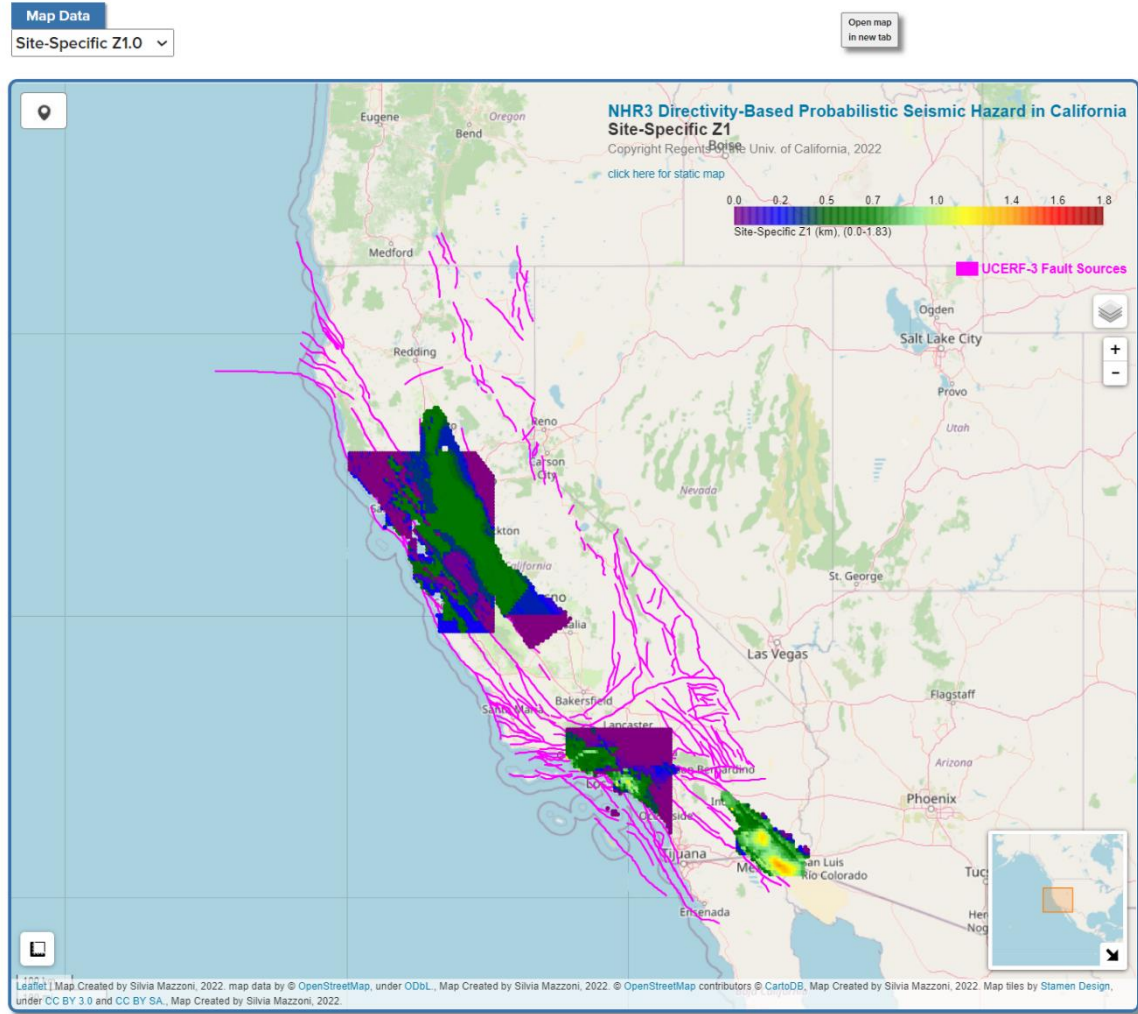 Map Data
Site-Specific Z1.0
Open map
in new tab
NHR3 Directivity-Based Probabilistic Seismic Hazard in California
Site-Specific Z1
Copyright Regents of the Univ. of California, 2022
click here for static map
0.0 0.2 0.5 0.7 1.0 1.4 1.6 1.8
Site-Specific Z1 (km), (0.0-1.83)
UCERF-3 Fault Sources
Eugene
Oregon
Bend
Boise
Medford
Ogden
Salt Lake City
Redding
+
-
Provo
Reno
Utah
Carson
City
Nevada
ckton
California
St. George
Las Vegas
Bakersfield
Santa Maria
Flagstaff
Lancaster
Arizona
Phoenix
Tijuana
San Luis
Río Colorado
Ensenada
Leaflet | Map Created by Silvia Mazzoni, 2022. map data by © OpenStreetMap, under ODbL., Map Created by Silvia Mazzoni, 2022. © OpenStreetMap contributors © CartoDB, Map Created by Silvia Mazzoni, 2022. Map tiles by Stamen Design,
under CC BY 3.0 and CC BY SA., Map Created by Silvia Mazzoni, 2022.